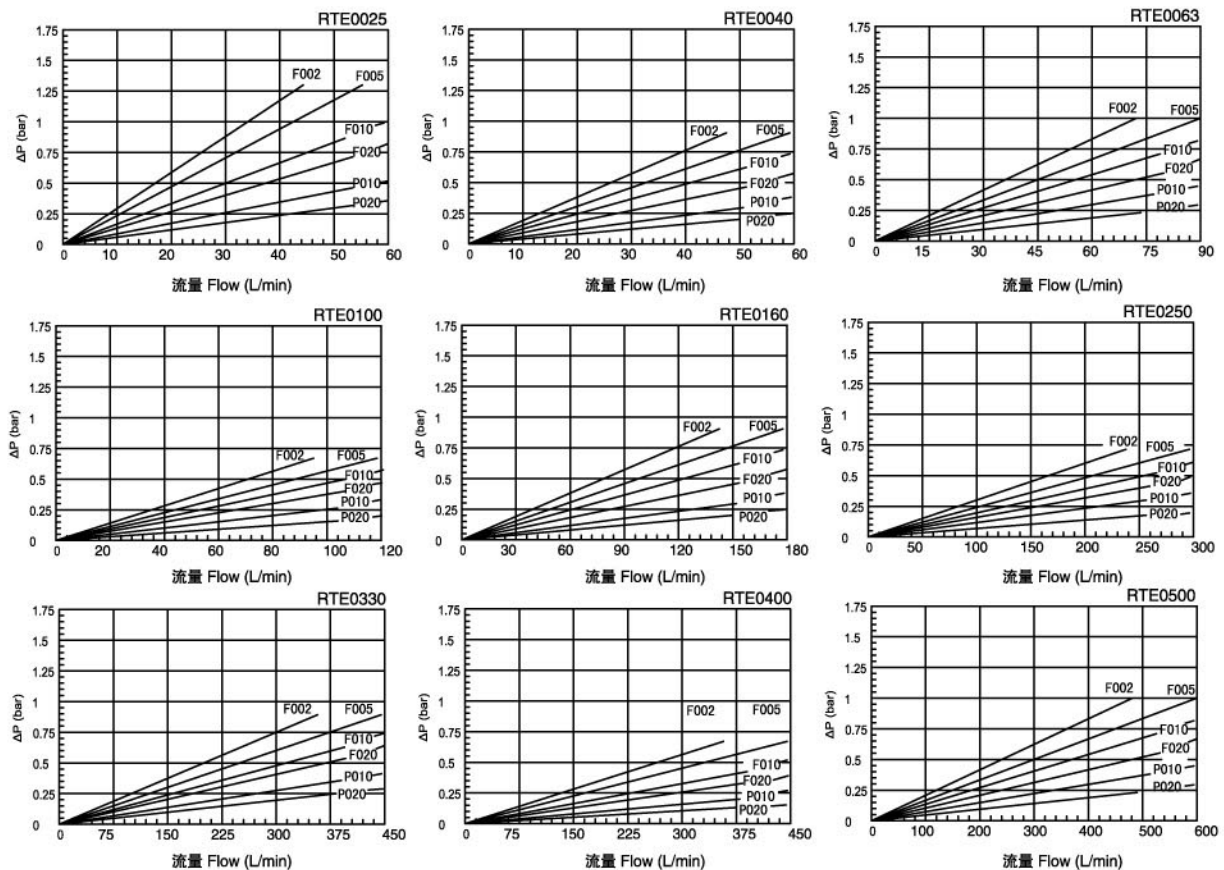 RTE0025
1.75
1.5
1.25
1
0.75
0.5
0.25
0
ΔP (bar)
F002
F005
F010
F020
P010
P020
0 10 20 30 40 50 60
流量 Flow (L/min)
RTE0040
1.75
1.5
1.25
1
0.75
0.5
0.25
0
ΔP (bar)
F002
F005
F010
F020
P010
P020
0 10 20 30 40 50 60
流量 Flow (L/min)
RTE0063
1.75
1.5
1.25
1
0.75
0.5
0.25
0
ΔP (bar)
F002
F005
F010
F020
P010
P020
0 15 30 45 60 75 90
流量 Flow (L/min)
RTE0100
1.75
1.5
1.25
1
0.75
0.5
0.25
0
ΔP (bar)
F002
F005
F010
F020
P010
P020
0 20 40 60 80 100 120
流量 Flow (L/min)
RTE0160
1.75
1.5
1.25
1
0.75
0.5
0.25
0
ΔP (bar)
F002
F005
F010
F020
P010
P020
0 30 60 90 120 150 180
流量 Flow (L/min)
RTE0250
1.75
1.5
1.25
1
0.75
0.5
0.25
0
ΔP (bar)
F002
F005
F010
F020
P010
P020
0 50 100 150 200 250 300
流量 Flow (L/min)
RTE0330
1.75
1.5
1.25
1
0.75
0.5
0.25
0
ΔP (bar)
F002
F005
F010
F020
P010
P020
0 75 150 225 300 375 450
流量 Flow (L/min)
RTE0400
1.75
1.5
1.25
1
0.75
0.5
0.25
0
ΔP (bar)
F002
F005
F010
F020
P010
P020
0 75 150 225 300 375 450
流量 Flow (L/min)
RTE0500
1.75
1.5
1.25
1
0.75
0.5
0.25
0
ΔP (bar)
F002
F005
F010
F020
P010
P020
0 100 200 300 400 500 600
流量 Flow (L/min)